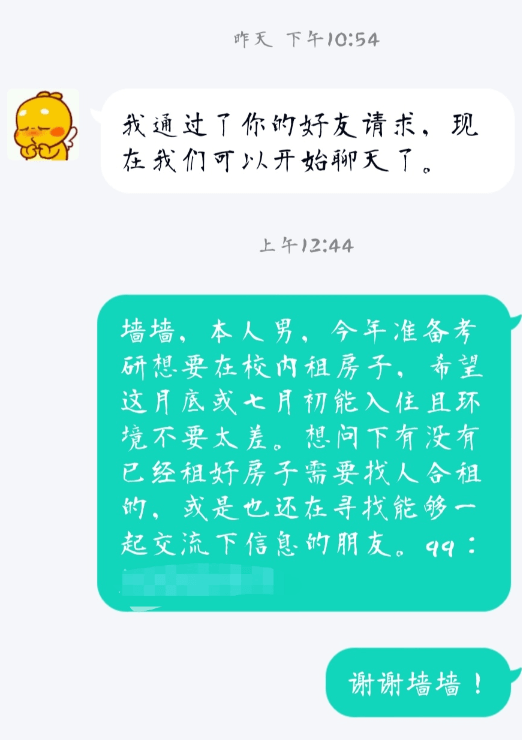 昨天 下午10:54
我通过了你的好友请求，现
在我们可以开始聊天了。
上午12:44
墙墙，本人男，今年准备考
研想要在校内租房子，希望
这月底或七月初能入住且环
境不要太差。想问下有没有
已经租好房子需要找人合租
的，或是也还在寻找能够一
起交流下信息的朋友。qq：
谢谢墙墙！